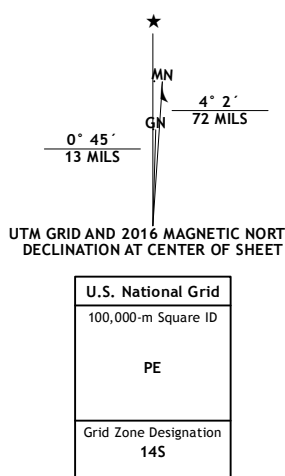 ★
MN
4° 2´
72 MILS
GN
0° 45´
13 MILS
UTM GRID AND 2016 MAGNETIC NORT
DECLINATION AT CENTER OF SHEET
U.S. National Grid
100,000-m Square ID
PE
Grid Zone Designation
14S